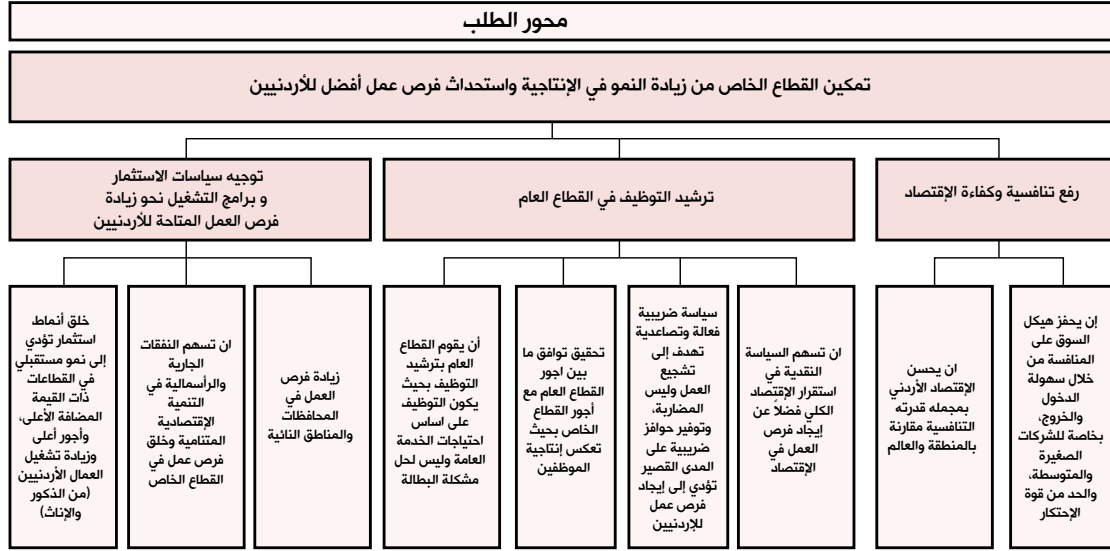 محور الطلب
تمكين القطاع الخاص من زيادة النمو في الإنتاجية واستحداث فرص عمل أفضل للأردنيين
رفع تنافسية وكفاءة الإقتصاد
ترشيد التوظيف في القطاع العام
توجيه سياسات الاستثمار
و برامج التشغيل نحو زيادة
فرص العمل المتاحة للأردنيين
إن يحفز هيكل
السوق على
المنافسة من
خلال سهولة
الدخول
والخروج،
بخاصة للشركات
الصغيرة
والمتوسطة،
والحد من قوة
الإحتكار
ان يحسن
الإقتصاد الأردني
بمجمله قدرته
التنافسية مقارنة
بالمنطقة والعالم
ان تسهم السياسة
النقدية في
استقرار الإقتصاد
الكلي فضلاً عن
إيجاد فرص
العمل في
الإقتصاد
سياسة ضريبية
فعالة وتصاعدية
تهدف إلى
تشجيع
العمل وليس
المضاربة،
وتوفير حوافز
ضريبية على
المدى القصير
تؤدي إلى إيجاد
فرص عمل
للإردنيين
تحقيق توافق ما
بين اجور
القطاع العام مع
أجور القطاع
الخاص بحيث
تعكس إنتاجية
الموظفين
أن يقوم القطاع
العام بترشيد
التوظيف بحيث
يكون التوظيف
على اساس
احتياجات الخدمة
العامة وليس لحل
مشكلة البطالة
زيادة فرص
العمل في
المحافظات
والمناطق النائية
ان تسهم النفقات
الجارية
والرأسمالية في
التنمية
الإقتصادية
المتنامية وخلق
فرص عمل في
القطاع الخاص
خلق أنماط
استثمار تؤدي
إلى نمو مستقبلي
في القطاعات
ذات القيمة
المضافة الأعلى،
وأجور أعلى
وزيادة تشغيل
العمال الأردنيين
(من الذكور
والإناث)